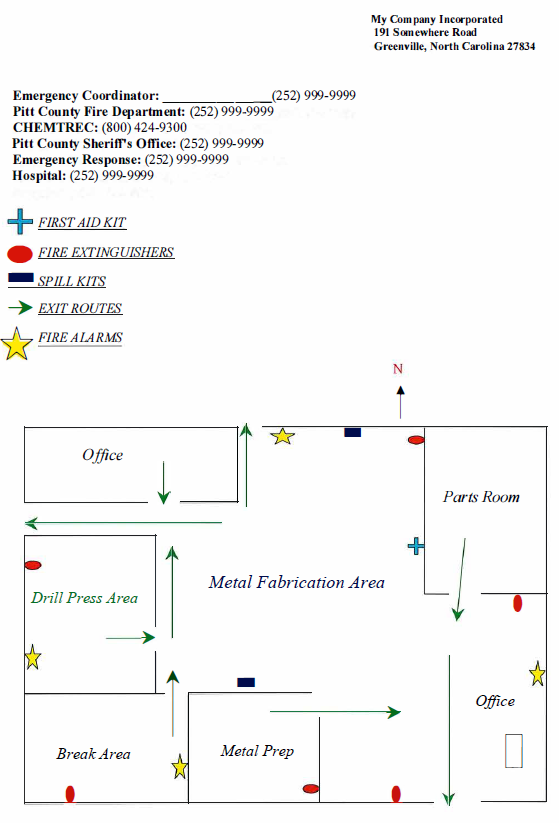 My Company Incorporated
191 Somewhere Road
Greenville, North Carolina 27834
Emergency Coordinator: ________________(252) 999-9999
Pitt County Fire Department: (252) 999-9999
CHEMTREC: (800) 424-9300
Pitt County Sheriff's Office: (252) 999-9999
Emergency Response: (252) 999-9999
Hospital: (252) 999-9999
FIRST AID KIT
FIRE EXTINGUISHERS
SPILL KITS
EXIT ROUTES
FIRE ALARMS
N
Office
Parts Room
Metal Fabrication Area
Drill Press Area
Office
Break Area
Metal Prep